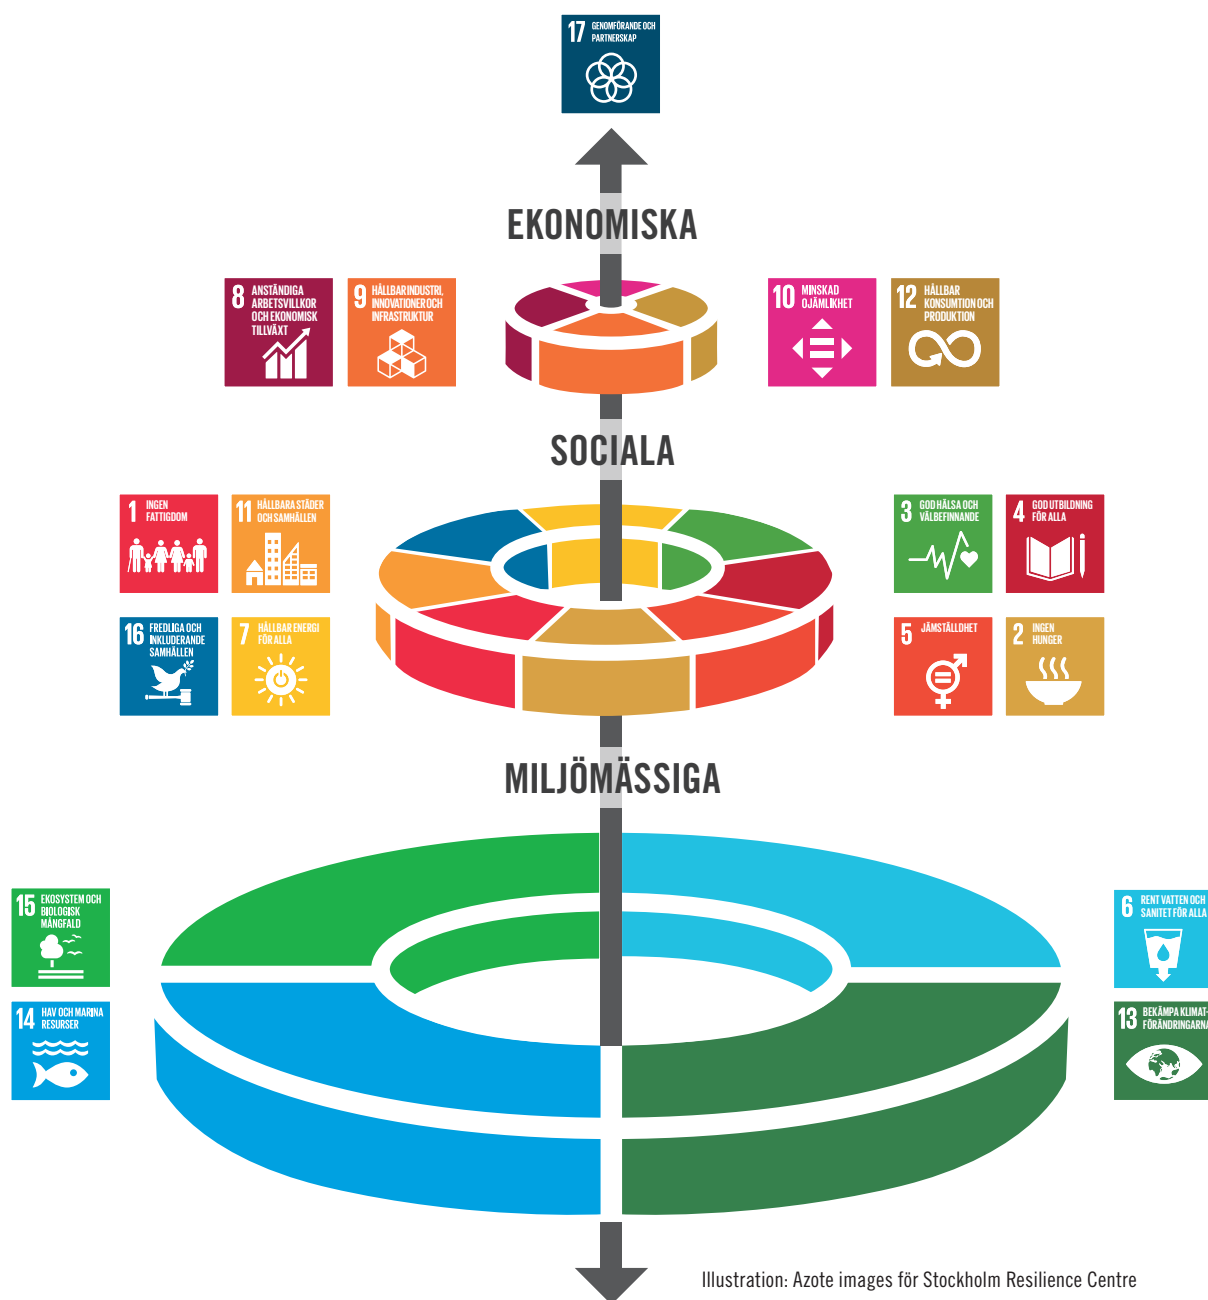 17 GENOMFÖRANDE OCH
PARTNERSKAP
EKONOMISKA
8 ANSTÄNDIGA
ARBETSVILLKOR
OCH EKONOMISK
TILLVÄXT
9 HÅLLBAR INDUSTRI,
INNOVATIONER OCH
INFRASTRUKTUR
10 MINSKAD
OJÄMLIKHET
12 HÅLLBAR
KONSUMTION OCH
PRODUKTION
SOCIALA
1 INGEN
FATTIGDOM
11 HÅLLBARA STÄDER
OCH SAMHÄLLEN
3 GOD HÄLSA OCH
VÄLBEFINNANDE
4 GOD UTBILDNING
FÖR ALLA
16 FREDLIGA OCH
INKLUDERANDE
SAMHÄLLEN
7 HÅLLBAR ENERGI
FÖR ALLA
5 JÄMSTÄLLDHET
2 INGEN
HUNGER
MILJÖMÄSSIGA
15 EKOSYSTEM OCH
BIOLOGISK
MÅNGFALD
6 RENT VATTEN OCH
SANITET FÖR ALLA
14 HAV OCH MARINA
RESURSER
13 BEKÄMPA KLIMAT-
FÖRÄNDRINGARNA
Illustration: Azote images för Stockholm Resilience Centre